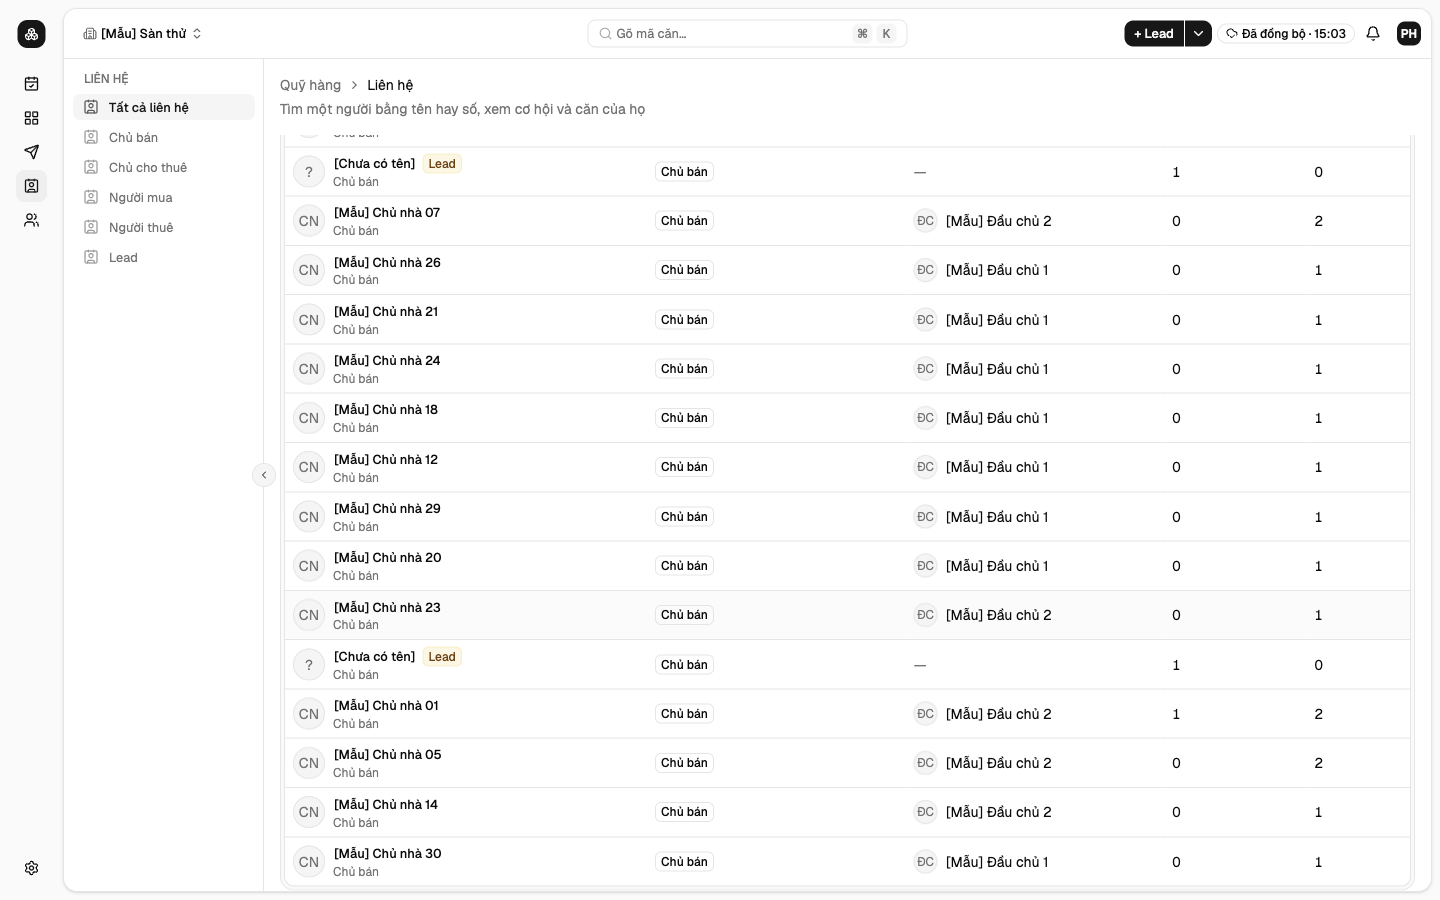 [Mẫu] Sàn thử
Gõ mã căn...
⌘ K
+ Lead
Đã đồng bộ · 15:03
PH
LIÊN HỆ
Tất cả liên hệ
Chủ bán
Chủ cho thuê
Người mua
Người thuê
Lead
Quỹ hàng > Liên hệ
Tìm một người bằng tên hay số, xem cơ hội và căn của họ
? [Chưa có tên] Lead
Chủ bán
Chủ bán — 1 0
CN [Mẫu] Chủ nhà 07
Chủ bán
Chủ bán ĐC [Mẫu] Đầu chủ 2 0 2
CN [Mẫu] Chủ nhà 26
Chủ bán
Chủ bán ĐC [Mẫu] Đầu chủ 1 0 1
CN [Mẫu] Chủ nhà 21
Chủ bán
Chủ bán ĐC [Mẫu] Đầu chủ 1 0 1
CN [Mẫu] Chủ nhà 24
Chủ bán
Chủ bán ĐC [Mẫu] Đầu chủ 1 0 1
CN [Mẫu] Chủ nhà 18
Chủ bán
Chủ bán ĐC [Mẫu] Đầu chủ 1 0 1
CN [Mẫu] Chủ nhà 12
Chủ bán
Chủ bán ĐC [Mẫu] Đầu chủ 1 0 1
CN [Mẫu] Chủ nhà 29
Chủ bán
Chủ bán ĐC [Mẫu] Đầu chủ 1 0 1
CN [Mẫu] Chủ nhà 20
Chủ bán
Chủ bán ĐC [Mẫu] Đầu chủ 1 0 1
CN [Mẫu] Chủ nhà 23
Chủ bán
Chủ bán ĐC [Mẫu] Đầu chủ 2 0 1
? [Chưa có tên] Lead
Chủ bán
Chủ bán — 1 0
CN [Mẫu] Chủ nhà 01
Chủ bán
Chủ bán ĐC [Mẫu] Đầu chủ 2 1 2
CN [Mẫu] Chủ nhà 05
Chủ bán
Chủ bán ĐC [Mẫu] Đầu chủ 2 0 2
CN [Mẫu] Chủ nhà 14
Chủ bán
Chủ bán ĐC [Mẫu] Đầu chủ 2 0 1
CN [Mẫu] Chủ nhà 30
Chủ bán
Chủ bán ĐC [Mẫu] Đầu chủ 1 0 1